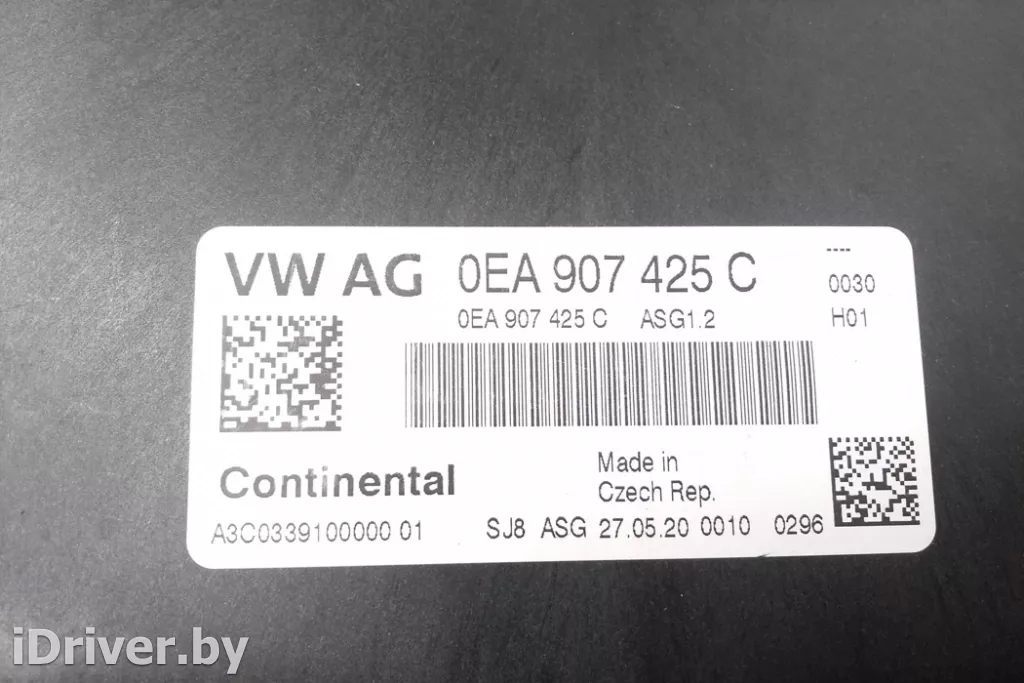 VW AG 0EA 907 425 C ----
0030
0EA 907 425 C ASG1.2 H01
Continental
Made in
Czech Rep.
A3C0339100000 01 SJ8 ASG 27.05.20 0010 0296
iDriver.by